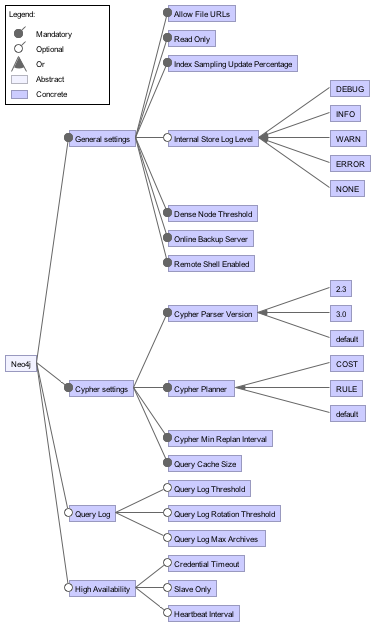 Legend:
Mandatory
Optional
Or
Abstract
Concrete
Allow File URLs
Read Only
Index Sampling Update Percentage
DEBUG
INFO
General settings
Internal Store Log Level
WARN
ERROR
NONE
Dense Node Threshold
Online Backup Server
Remote Shell Enabled
2.3
Cypher Parser Version
3.0
default
Neo4j
COST
Cypher settings
Cypher Planner
RULE
default
Cypher Min Replan Interval
Query Cache Size
Query Log Threshold
Query Log
Query Log Rotation Threshold
Query Log Max Archives
Credential Timeout
High Availability
Slave Only
Heartbeat Interval